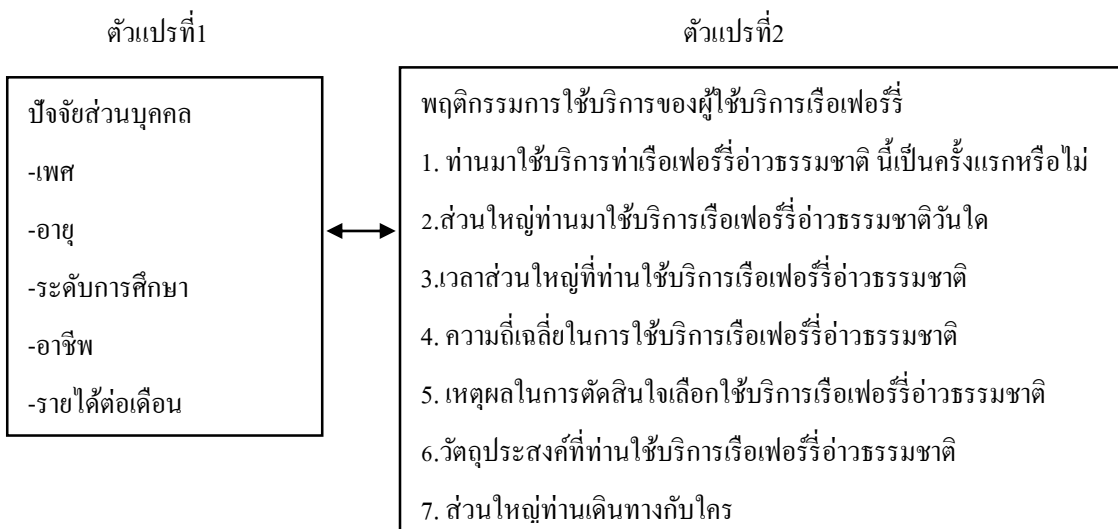 ตัวแปรที่1
ตัวแปรที่2
ปัจจัยส่วนบุคคล
-เพศ
-อายุ
-ระดับการศึกษา
-อาชีพ
-รายได้ต่อเดือน
พฤติกรรมการใช้บริการของผู้ใช้บริการเรือเฟอร์รี่
1. ท่านมาใช้บริการท่าเรือเฟอร์รี่อ่าวธรรมชาติ นี้เป็นครั้งแรกหรือไม่
2.ส่วนใหญ่ท่านมาใช้บริการเรือเฟอร์รี่อ่าวธรรมชาติวันใด
3.เวลาส่วนใหญ่ที่ท่านใช้บริการเรือเฟอร์รี่อ่าวธรรมชาติ
4. ความถี่เฉลี่ยในการใช้บริการเรือเฟอร์รี่อ่าวธรรมชาติ
5. เหตุผลในการตัดสินใจเลือกใช้บริการเรือเฟอร์รี่อ่าวธรรมชาติ
6.วัตถุประสงค์ที่ท่านใช้บริการเรือเฟอร์รี่อ่าวธรรมชาติ
7. ส่วนใหญ่ท่านเดินทางกับใคร